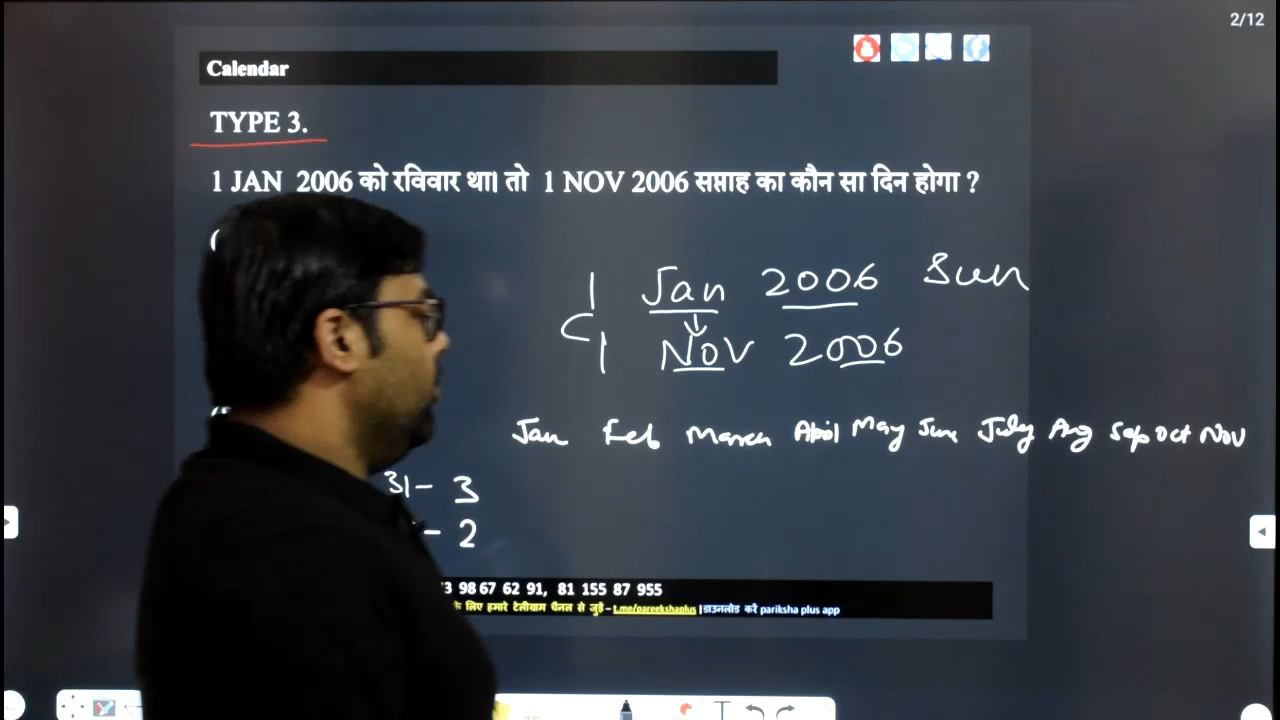 2/12
Calendar
TYPE 3.
1 JAN 2006 को रविवार था। तो 1 NOV 2006 सप्ताह का कौन सा दिन होगा ?
1 Jan 2006 Sun
1 Nov 2006
Jan Feb March April May June July Aug Sep Oct Nov
31 - 3
- 2
3 98 67 62 91, 81 155 87 955
के लिए हमारे टेलीग्राम चैनल से जुड़ें – t.me/pareekshaplus | डाउनलोड करें pariksha plus app